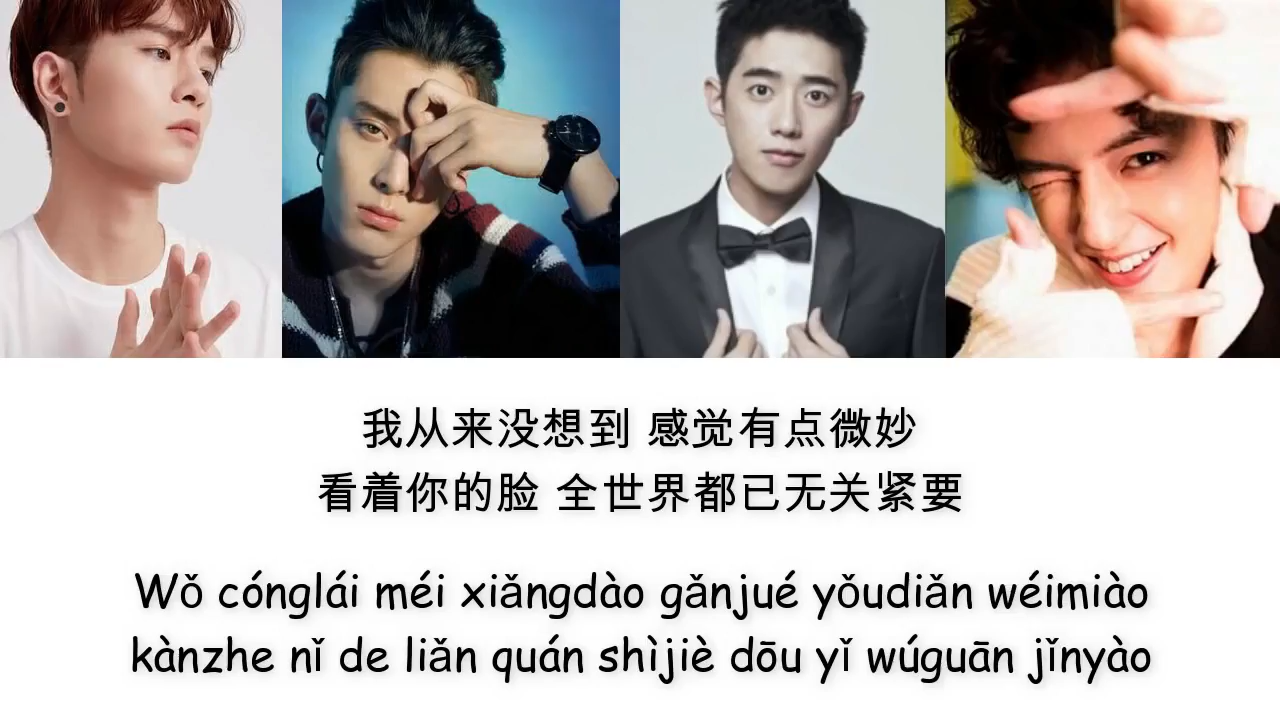 我从来没想到 感觉有点微妙
看着你的脸 全世界都已无关紧要
Wǒ cónglái méi xiǎngdào gǎnjué yǒudiǎn wéimiào
kànzhe nǐ de liǎn quán shìjiè dōu yǐ wúguān jǐnyào